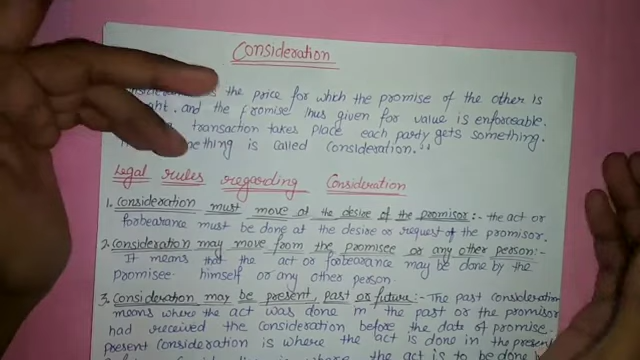 Consideration
the price for which the promise of the other is
and the promise thus given for value is enforceable.
transaction takes place each party gets something.
is called consideration."
Legal rules regarding Consideration
1. Consideration must move at the desire of the promisor:- the act or
forbearance must be done at the desire or request of the promisor.
2. Consideration may move from the promisee or any other person:-
It means that the act or forbearance may be done by the
promisee himself or any other person.
3. Consideration may be present, past or future:- The past consideration
means where the act was done in the past or the promisor
had received the consideration before the date of promise.
present consideration is where the act is done in the present
the act is to be done